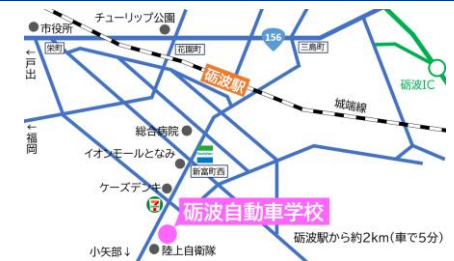 チューリップ公園
市役所
156
栄町
花園町
三島町
↑戸出
砺波駅
砺波IC
城端線
←福岡
総合病院
イオンモールとなみ
FamilyMart
新富町西
ケーズデンキ
7
砺波自動車学校
砺波駅から約2km(車で5分)
小矢部↓
陸上自衛隊